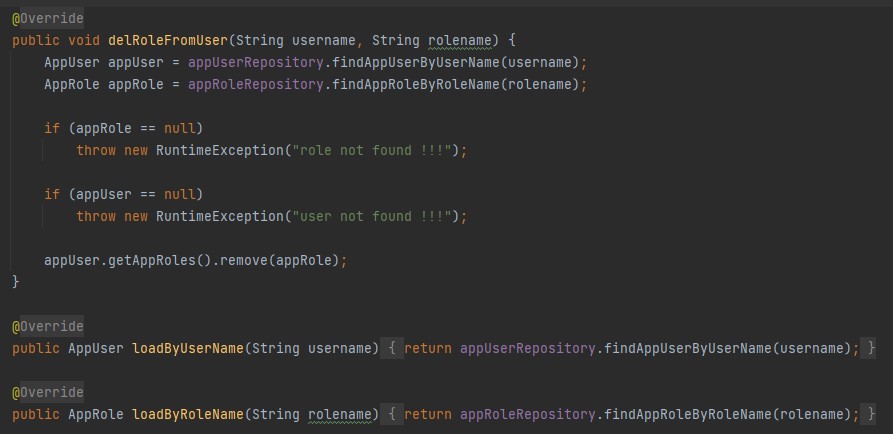 @Override
public void delRoleFromUser(String username, String rolename) {
AppUser appUser = appUserRepository.findAppUserByUserName(username);
AppRole appRole = appRoleRepository.findAppRoleByRoleName(rolename);
if (appRole == null)
throw new RuntimeException("role not found !!!");
if (appUser == null)
throw new RuntimeException("user not found !!!");
appUser.getAppRoles().remove(appRole);
}
@Override
public AppUser loadByUserName(String username) { return appUserRepository.findAppUserByUserName(username); }
@Override
public AppRole loadByRoleName(String rolename) { return appRoleRepository.findAppRoleByRoleName(rolename); }